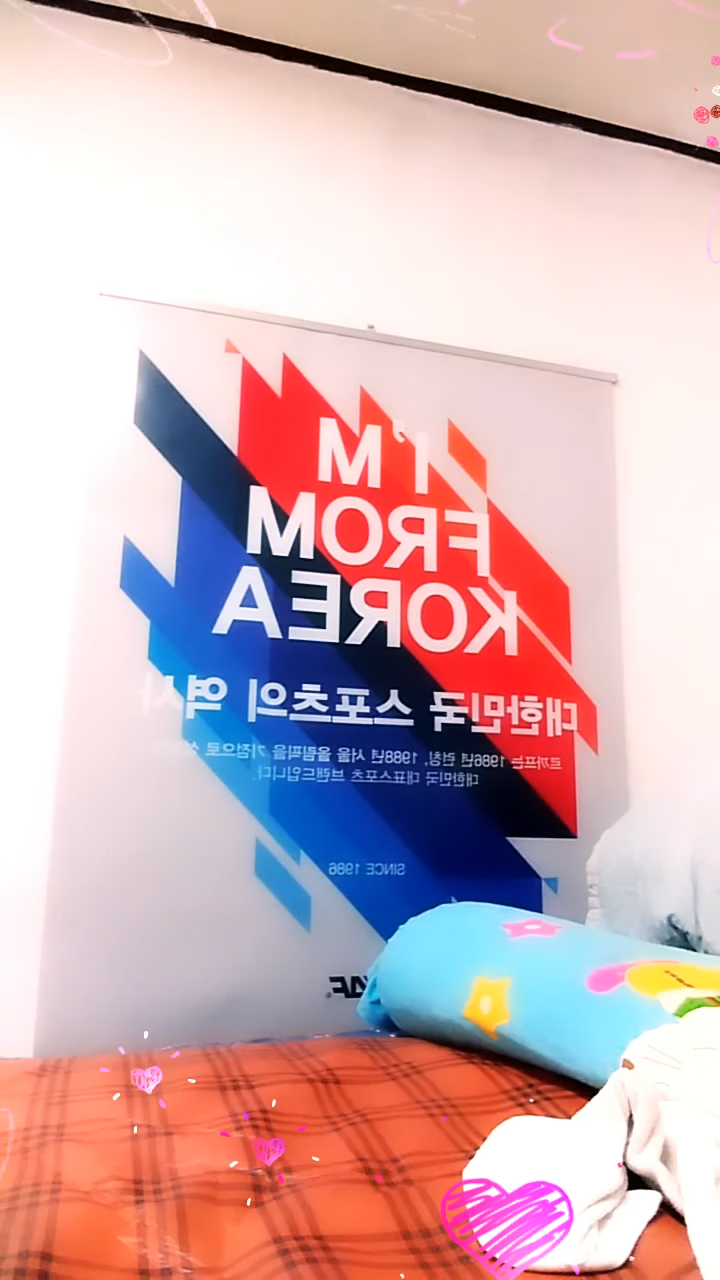 I'M
FROM
KOREA
대한민국 스포츠의 역사
르까프는 1986년 런칭, 1988년 서울 올림픽을 기점으로
대한민국 대표스포츠 브랜드입니다.
SINCE 1986